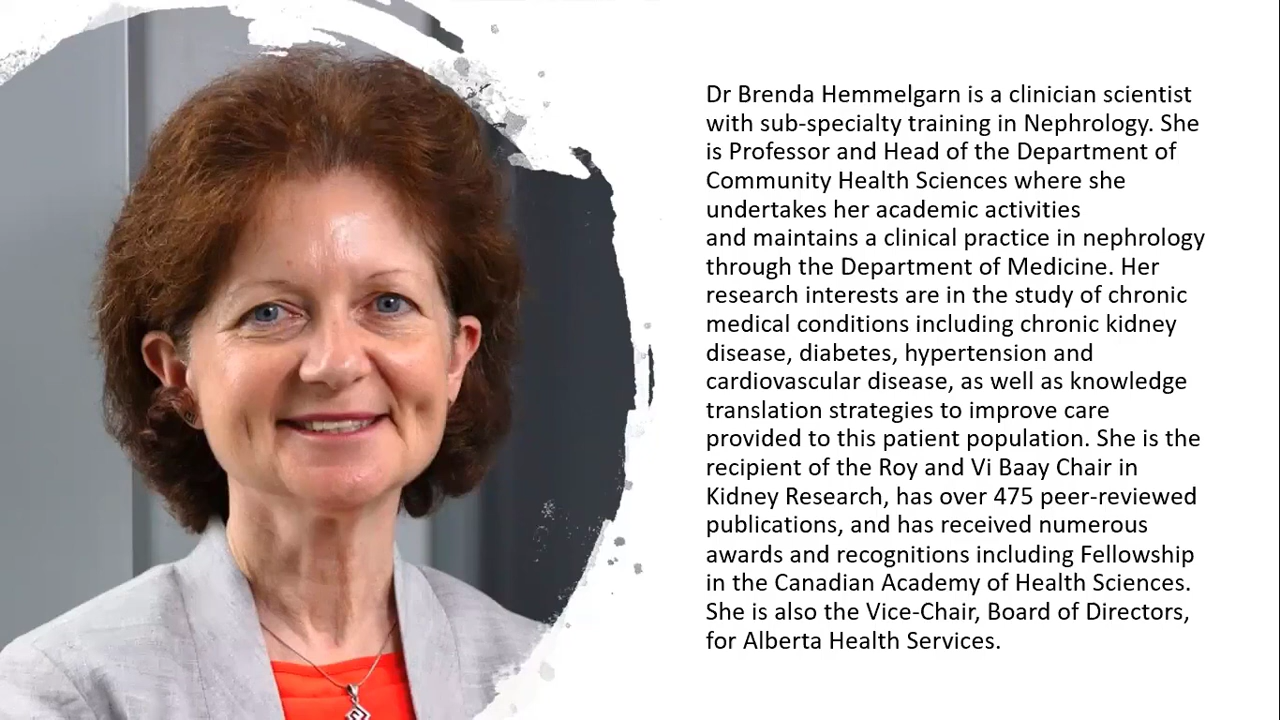 Dr Brenda Hemmelgarn is a clinician scientist
with sub-specialty training in Nephrology. She
is Professor and Head of the Department of
Community Health Sciences where she
undertakes her academic activities
and maintains a clinical practice in nephrology
through the Department of Medicine. Her
research interests are in the study of chronic
medical conditions including chronic kidney
disease, diabetes, hypertension and
cardiovascular disease, as well as knowledge
translation strategies to improve care
provided to this patient population. She is the
recipient of the Roy and Vi Baay Chair in
Kidney Research, has over 475 peer-reviewed
publications, and has received numerous
awards and recognitions including Fellowship
in the Canadian Academy of Health Sciences.
She is also the Vice-Chair, Board of Directors,
for Alberta Health Services.